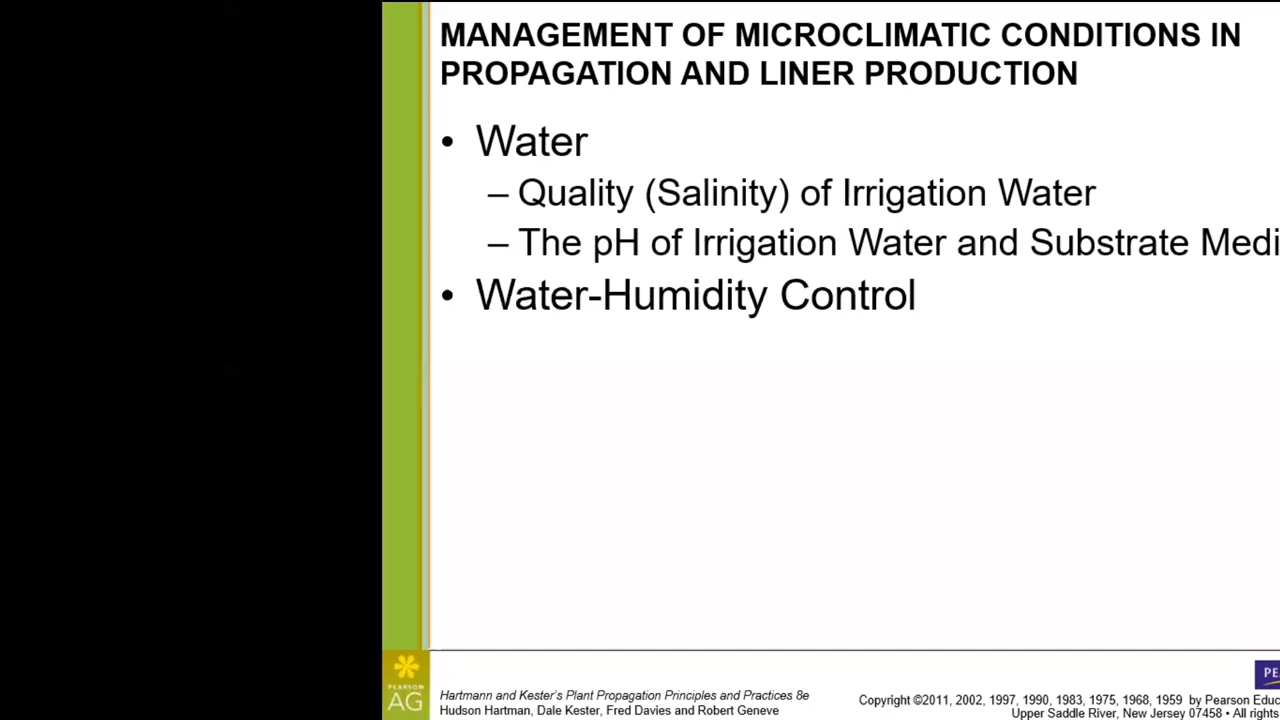 MANAGEMENT OF MICROCLIMATIC CONDITIONS IN
PROPAGATION AND LINER PRODUCTION
• Water
– Quality (Salinity) of Irrigation Water
– The pH of Irrigation Water and Substrate Medi
• Water-Humidity Control
PEARSON
AG
Hartmann and Kester's Plant Propagation Principles and Practices 8e
Hudson Hartman, Dale Kester, Fred Davies and Robert Geneve
PE
Copyright ©2011, 2002, 1997, 1990, 1983, 1975, 1968, 1959 by Pearson Educ
Upper Saddle River, New Jersey 07458 • All rights